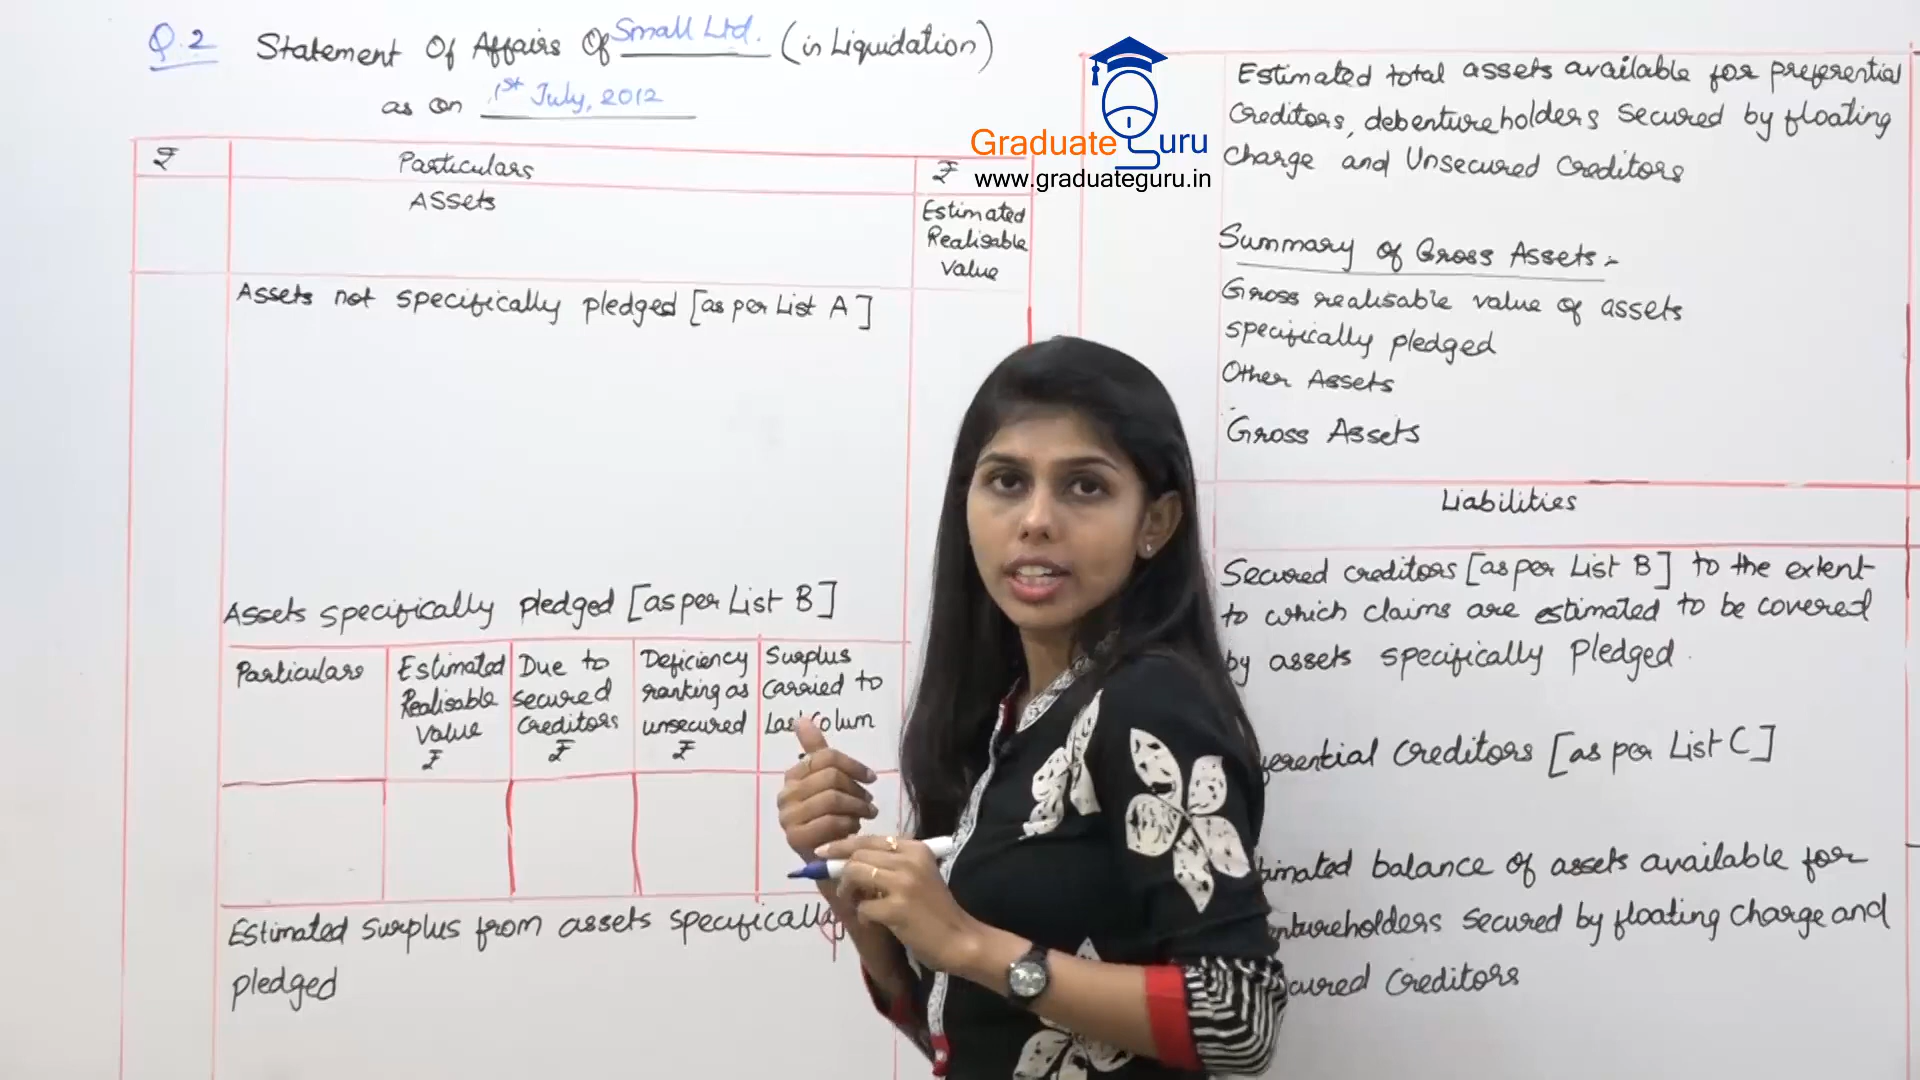 Q.2 Statement Of Affairs Of Small Ltd. (in Liquidation)
as on 1st July, 2012
₹ Particulars ₹
Assets
Estimated
Realisable
Value
Assets not specifically pledged [as per List A]
Assets specifically pledged [as per List B]
Particulars
Estimated
Realisable
Value
₹
Due to
secured
Creditors
₹
Deficiency
ranking as
unsecured
₹
Surplus
carried to
Last Colum
Estimated surplus from assets specifically
pledged
Graduate Guru
www.graduateguru.in
Estimated total assets available for preferential
Creditors, debentureholders secured by floating
charge and Unsecured Creditors
Summary of Gross Assets:-
Gross realisable value of assets
specifically pledged
Other Assets
Gross Assets
Liabilities
Secured creditors [as per List B] to the extent
to which claims are estimated to be covered
by assets specifically Pledged.
Creditors [as per List C]
balance of assets available for
secured by floating charge and
Creditors